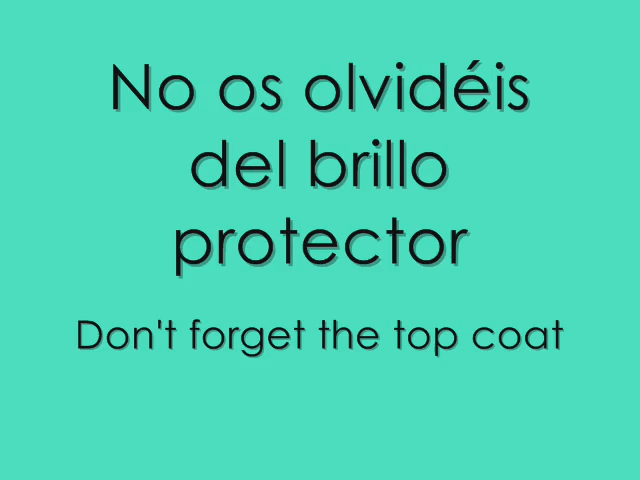 No os olvidéis
del brillo
protector
Don't forget the top coat